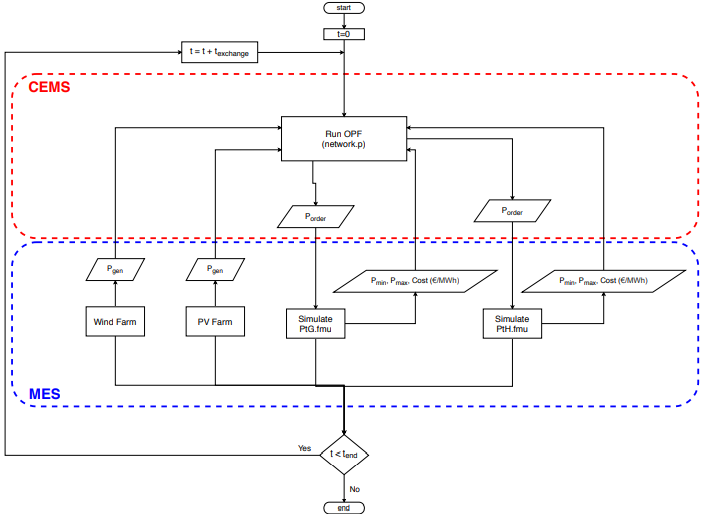 start
t=0
t = t + texchange
CEMS
Run OPF
(network.p)
Porder
Porder
Pgen
Pgen
Pmin, Pmax, Cost (€/MWh)
Pmin, Pmax, Cost (€/MWh)
Wind Farm
PV Farm
Simulate
PtG.fmu
Simulate
PtH.fmu
MES
Yes
t < tend
No
end